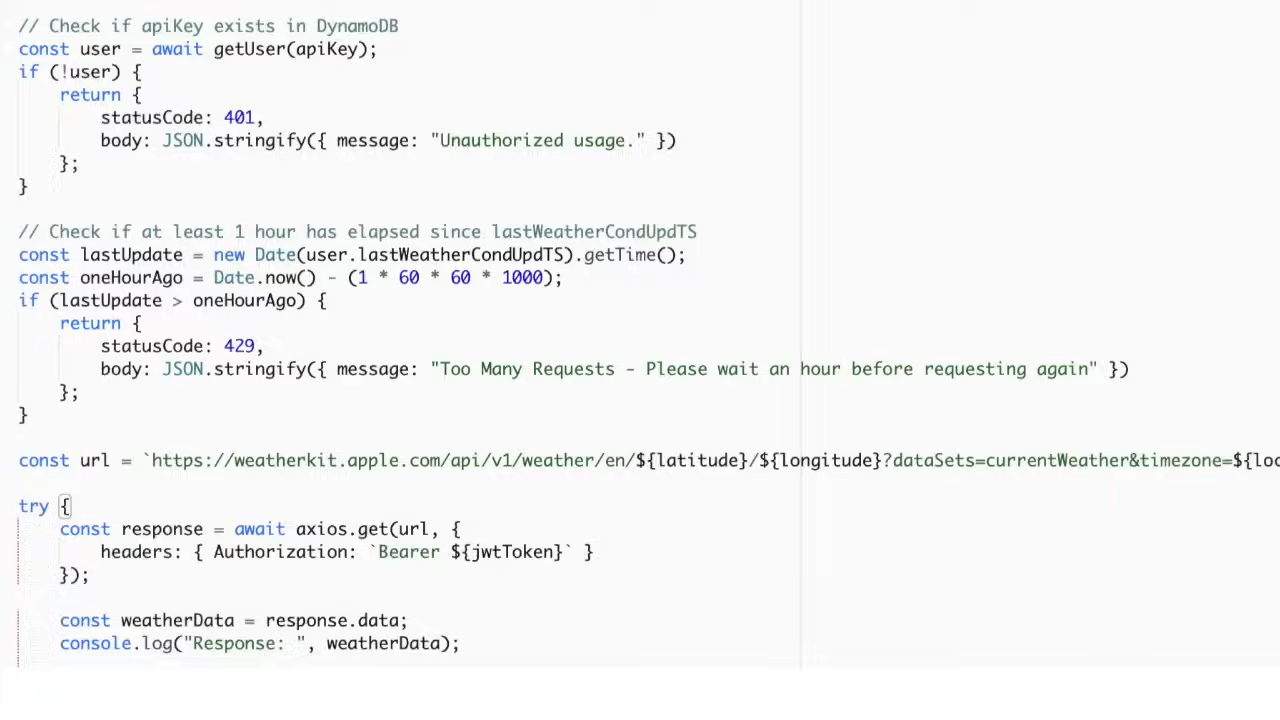 // Check if apiKey exists in DynamoDB
const user = await getUser(apiKey);
if (!user) {
return {
statusCode: 401,
body: JSON.stringify({ message: "Unauthorized usage." })
};
}
// Check if at least 1 hour has elapsed since lastWeatherCondUpdTS
const lastUpdate = new Date(user.lastWeatherCondUpdTS).getTime();
const oneHourAgo = Date.now() - (1 * 60 * 60 * 1000);
if (lastUpdate > oneHourAgo) {
return {
statusCode: 429,
body: JSON.stringify({ message: "Too Many Requests - Please wait an hour before requesting again" })
};
}
const url = `https://weatherkit.apple.com/api/v1/weather/en/${latitude}/${longitude}?dataSets=currentWeather&timezone=${loc
try {
const response = await axios.get(url, {
headers: { Authorization: `Bearer ${jwtToken}` }
});
const weatherData = response.data;
console.log("Response: ", weatherData);